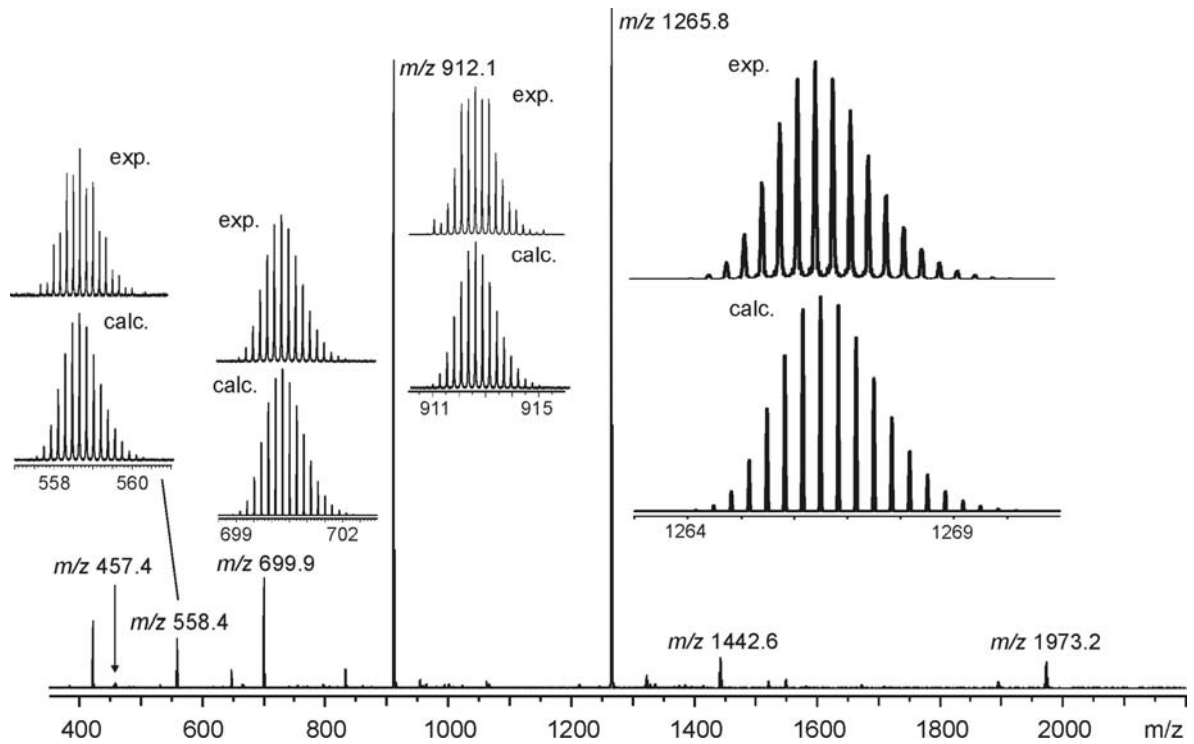 m/z 1265.8
m/z 912.1
exp.
exp.
exp.
exp.
calc.
calc.
calc.
calc.
911 915
558 560
699 702
1264 1269
m/z 457.4
m/z 699.9
m/z 558.4
m/z 1442.6
m/z 1973.2
400 600 800 1000 1200 1400 1600 1800 2000 m/z